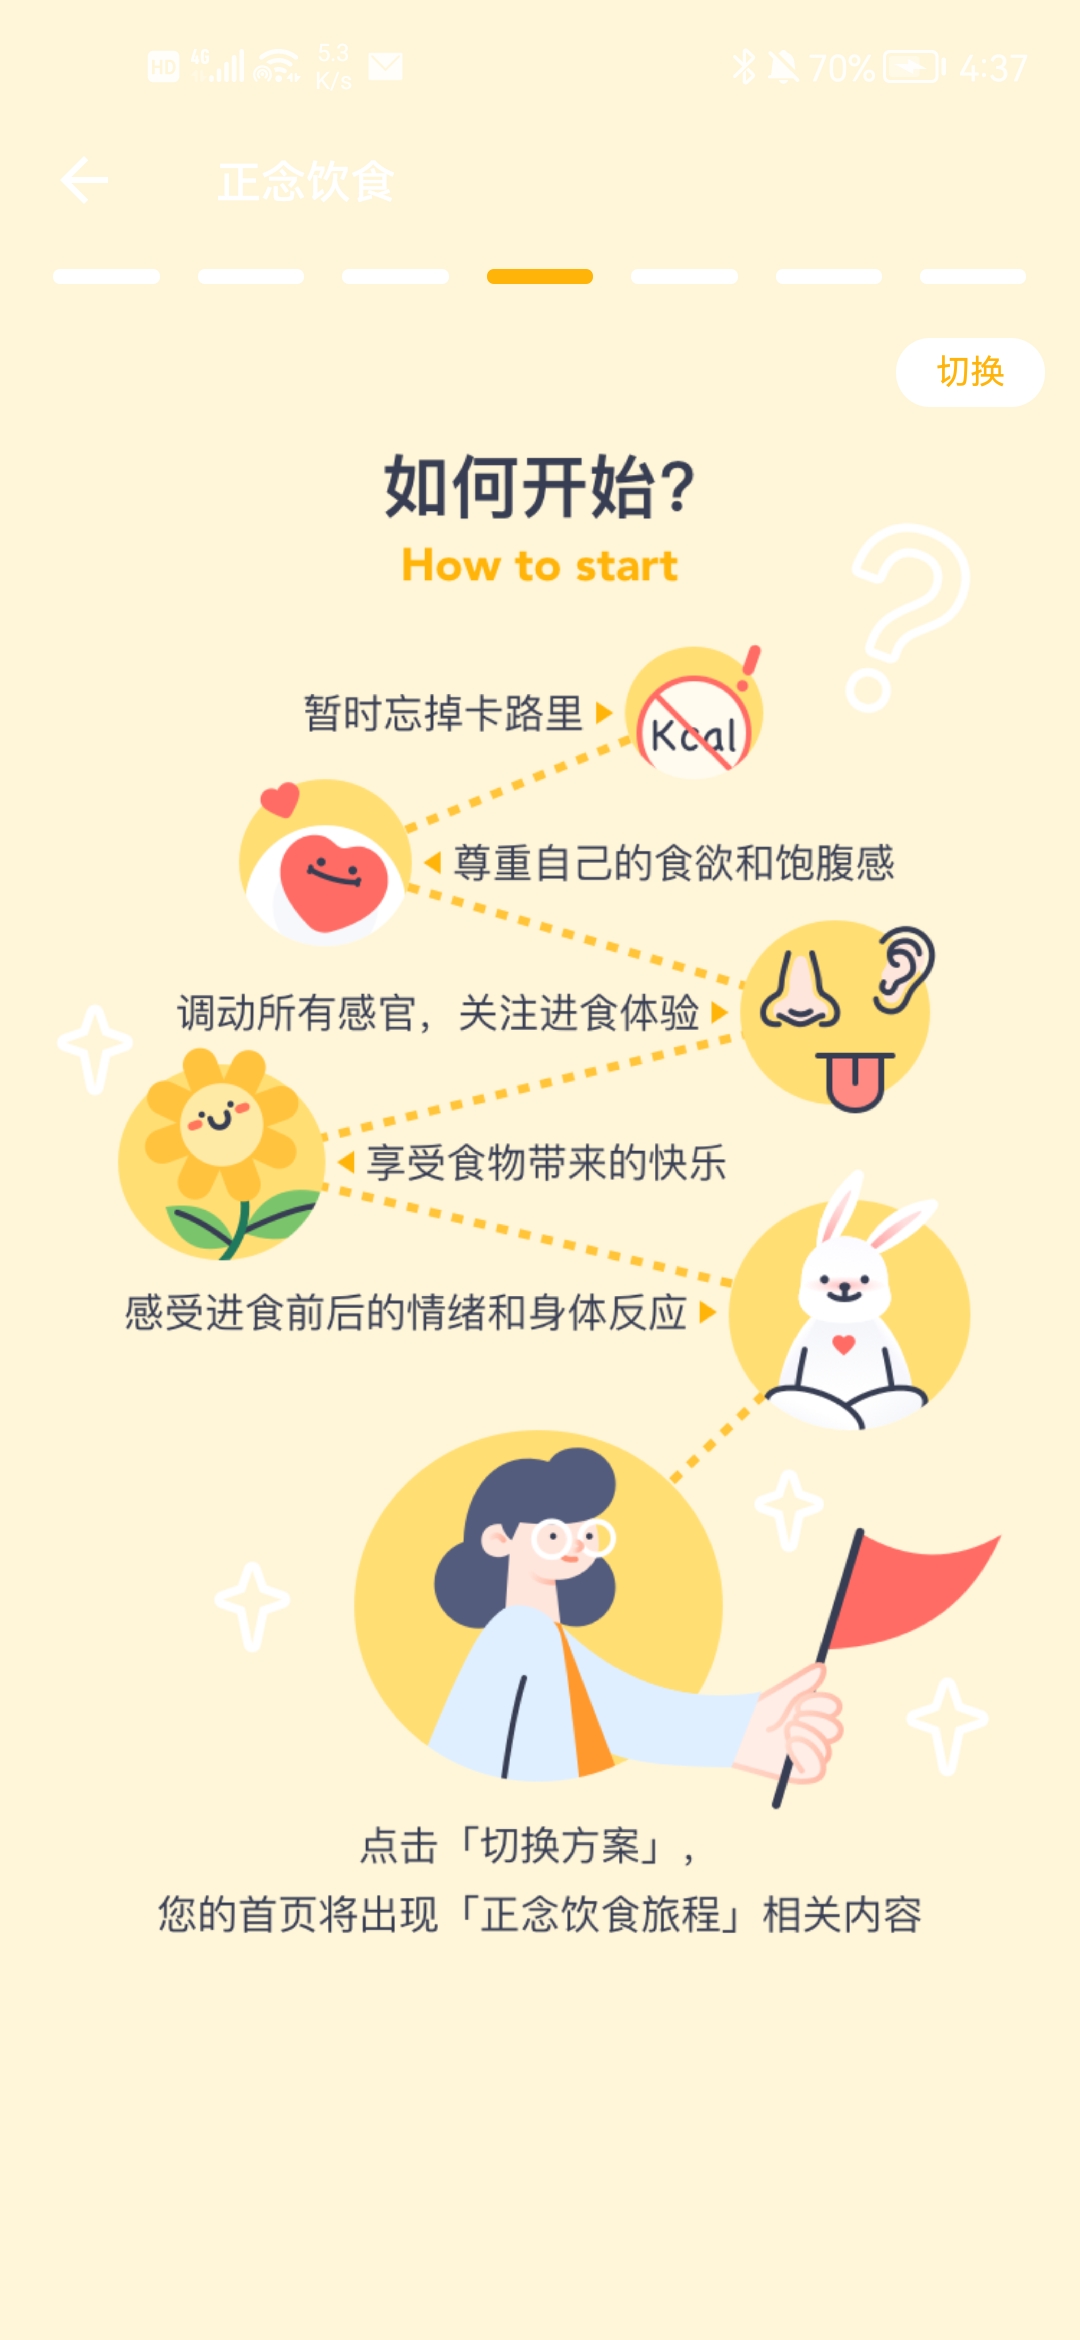 HD 4G 5.3 K/s 70% 4:37
正念饮食
切换
如何开始?
How to start
暂时忘掉卡路里
Kcal
尊重自己的食欲和饱腹感
调动所有感官，关注进食体验
享受食物带来的快乐
感受进食前后的情绪和身体反应
点击「切换方案」，
您的首页将出现「正念饮食旅程」相关内容